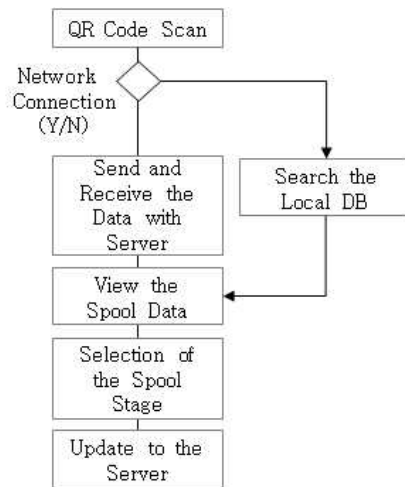 QR Code Scan
Network
Connection
(Y/N)
Send and
Receive the
Data with
Server
Search the
Local DB
View the
Spool Data
Selection of
the Spool
Stage
Update to the
Server